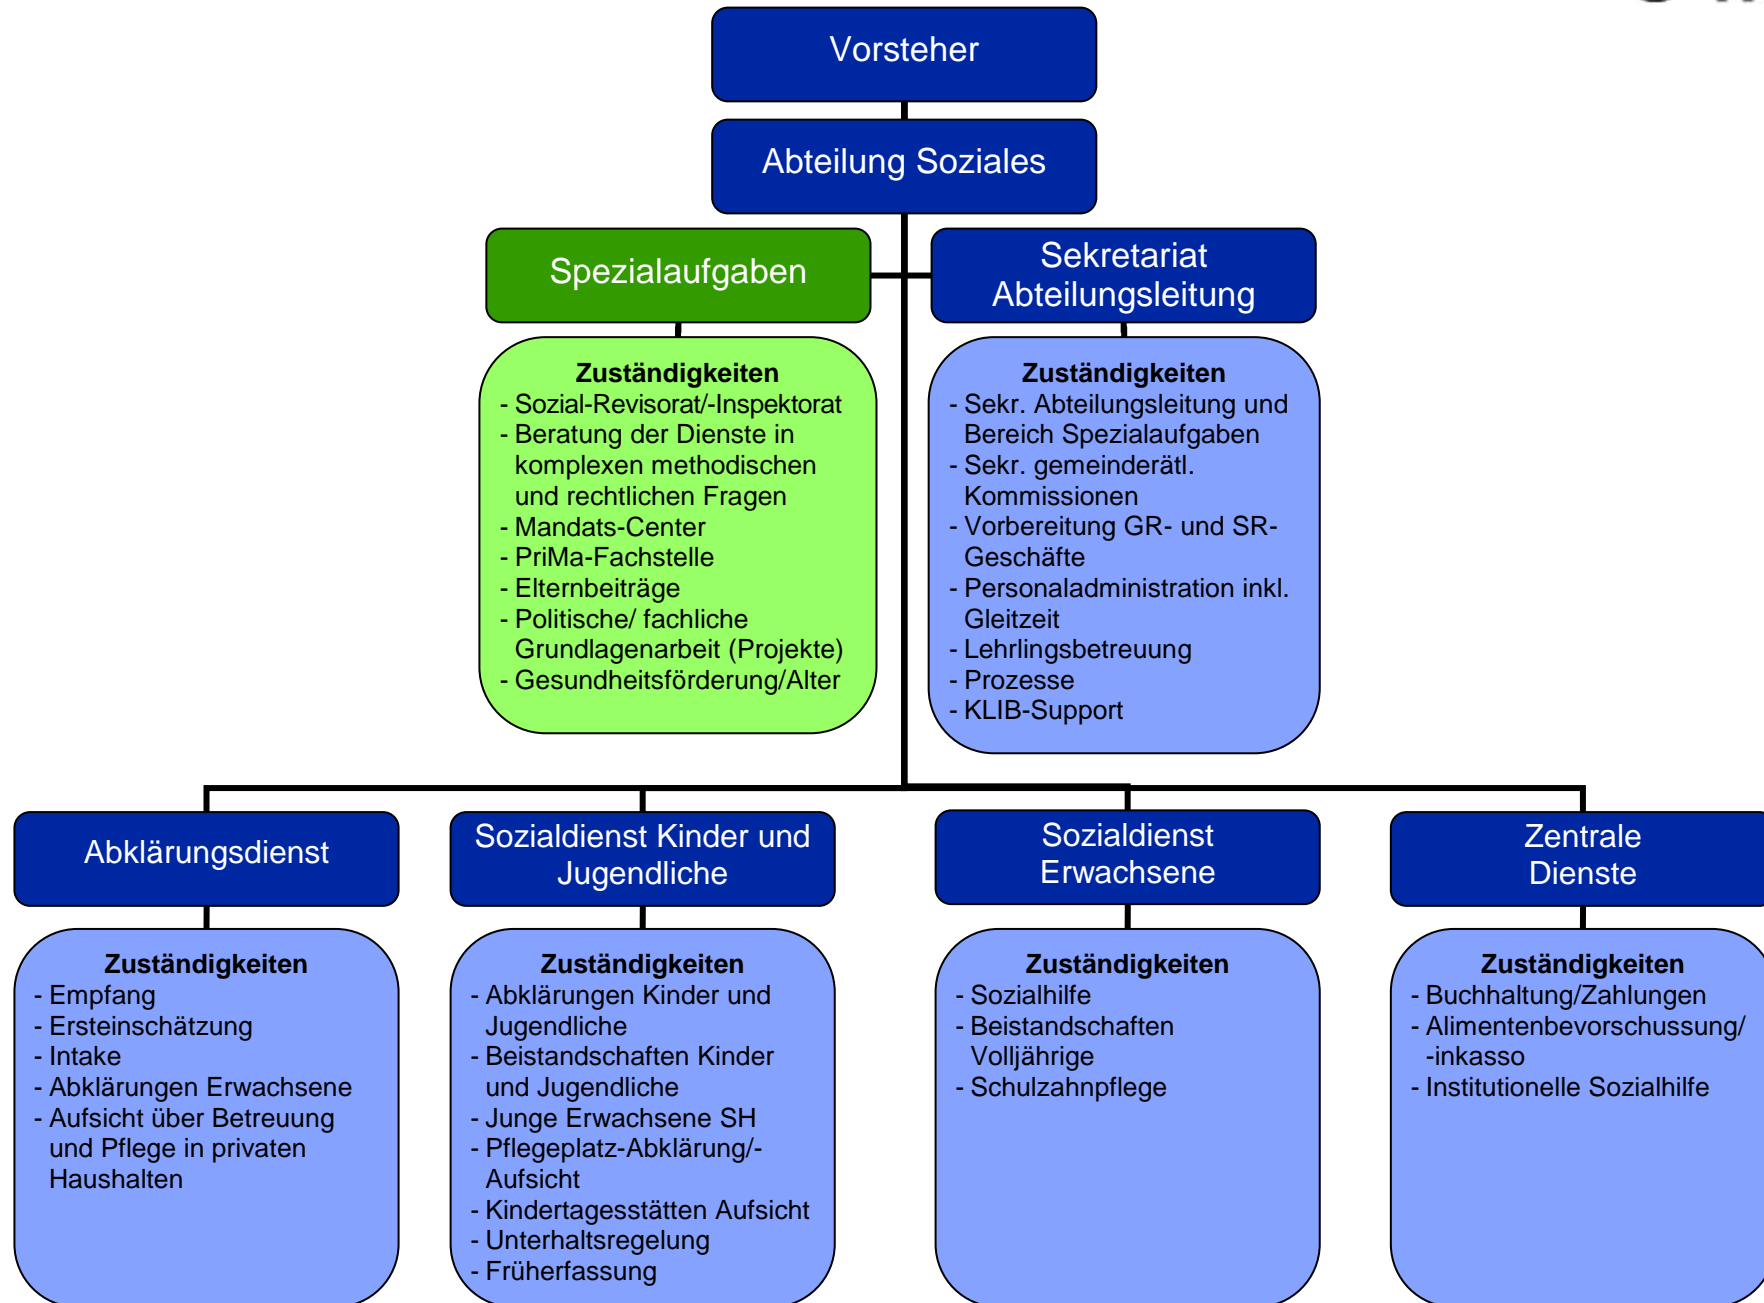 Vorsteher
Abteilung Soziales
Spezialaufgaben
Sekretariat
Abteilungsleitung
Zuständigkeiten
- Sozial-Revisorat/-Inspektorat
- Beratung der Dienste in
komplexen methodischen
und rechtlichen Fragen
- Mandats-Center
- PriMa-Fachstelle
- Elternbeiträge
- Politische/ fachliche
Grundlagenarbeit (Projekte)
- Gesundheitsförderung/Alter
Zuständigkeiten
- Sekr. Abteilungsleitung und
Bereich Spezialaufgaben
- Sekr. gemeinderätl.
Kommissionen
- Vorbereitung GR- und SR-
Geschäfte
- Personaladministration inkl.
Gleitzeit
- Lehrlingsbetreuung
- Prozesse
- KLIB-Support
Abklärungsdienst
Zuständigkeiten
- Empfang
- Ersteinschätzung
- Intake
- Abklärungen Erwachsene
- Aufsicht über Betreuung
und Pflege in privaten
Haushalten
Sozialdienst Kinder und
Jugendliche
Zuständigkeiten
- Abklärungen Kinder und
Jugendliche
- Beistandschaften Kinder
und Jugendliche
- Junge Erwachsene SH
- Pflegeplatz-Abklärung/-
Aufsicht
- Kindertagesstätten Aufsicht
- Unterhaltsregelung
- Früherfassung
Sozialdienst
Erwachsene
Zuständigkeiten
- Sozialhilfe
- Beistandschaften
Volljährige
- Schulzahnpflege
Zentrale
Dienste
Zuständigkeiten
- Buchhaltung/Zahlungen
- Alimentenbevorschussung/
-inkasso
- Institutionelle Sozialhilfe